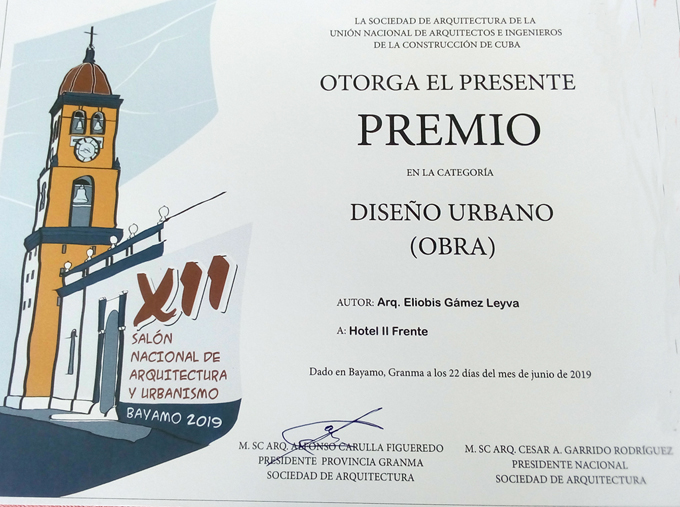 LA SOCIEDAD DE ARQUITECTURA DE LA
UNIÓN NACIONAL DE ARQUITECTOS E INGENIEROS
DE LA CONSTRUCCIÓN DE CUBA
OTORGA EL PRESENTE
PREMIO
EN LA CATEGORÍA
DISEÑO URBANO
(OBRA)
AUTOR: Arq. Eliobis Gámez Leyva
A: Hotel II Frente
Dado en Bayamo, Granma a los 22 días del mes de junio de 2019
XII
SALÓN
NACIONAL DE
ARQUITECTURA
Y URBANISMO
BAYAMO 2019
M. SC ARQ. ALFONSO CARULLA FIGUEREDO
PRESIDENTE PROVINCIA GRANMA
SOCIEDAD DE ARQUITECTURA
M. SC ARQ. CESAR A. GARRIDO RODRÍGUEZ
PRESIDENTE NACIONAL
SOCIEDAD DE ARQUITECTURA